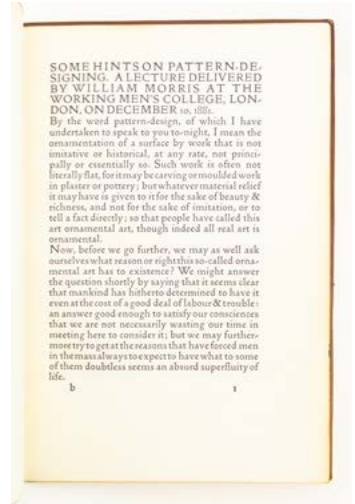 SOME HINTS ON PATTERN-DE-
SIGNING. A LECTURE DELIVERED
BY WILLIAM MORRIS AT THE
WORKING MEN'S COLLEGE, LON-
DON, ON DECEMBER 10, 1881.
By the word pattern-design, of which I have
undertaken to speak to you to-night, I mean the
ornamentation of a surface by work that is not
imitative or historical, at any rate, not princi-
pally or essentially so. Such work is often not
literally flat, for it may be carving or moulded work
in plaster or pottery; but whatever material relief
it may have is given to it for the sake of beauty &
richness, and not for the sake of imitation, or to
tell a fact directly; so that people have called this
art ornamental art, though indeed all real art is
ornamental.
Now, before we go further, we may as well ask
ourselves what reason or right this so-called orna-
mental art has to existence? We might answer
the question shortly by saying that it seems clear
that mankind has hitherto determined to have it
even at the cost of a good deal of labour & trouble:
an answer good enough to satisfy our consciences
that we are not necessarily wasting our time in
meeting here to consider it; but we may further-
more try to get at the reasons that have forced men
in the mass always to expect to have what to some
of them doubtless seems an absurd superfluity of
life.
b 1